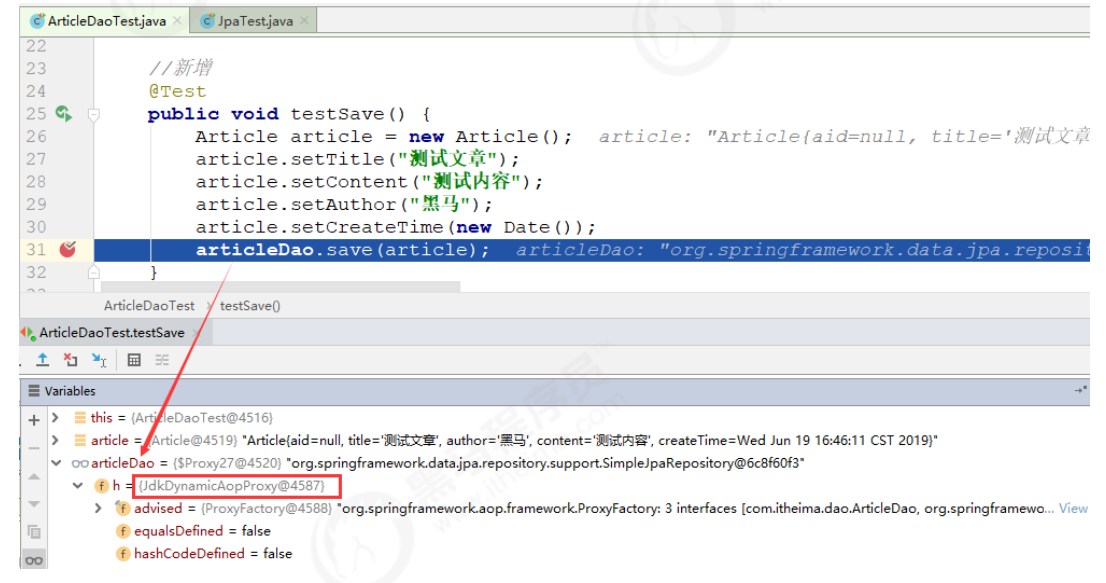 ArticleDaoTest.java × JpaTest.java ×
22
23 //新增
24 @Test
25 public void testSave() {
26 Article article = new Article(); article: "Article{aid=null, title='测试文章
27 article.setTitle("测试文章");
28 article.setContent("测试内容");
29 article.setAuthor("黑马");
30 article.setCreateTime(new Date());
31 articleDao.save(article); articleDao: "org.springframework.data.jpa.reposit
32 }
ArticleDaoTest › testSave()
ArticleDaoTest.testSave ×
Variables
this = {ArticleDaoTest@4516}
article = {Article@4519} "Article{aid=null, title='测试文章', author='黑马', content='测试内容', createTime=Wed Jun 19 16:46:11 CST 2019}"
articleDao = {$Proxy27@4520} "org.springframework.data.jpa.repository.support.SimpleJpaRepository@6c8f60f3"
f h = {JdkDynamicAopProxy@4587}
f advised = {ProxyFactory@4588} "org.springframework.aop.framework.ProxyFactory: 3 interfaces [com.itheima.dao.ArticleDao, org.springframewo... View
f equalsDefined = false
f hashCodeDefined = false